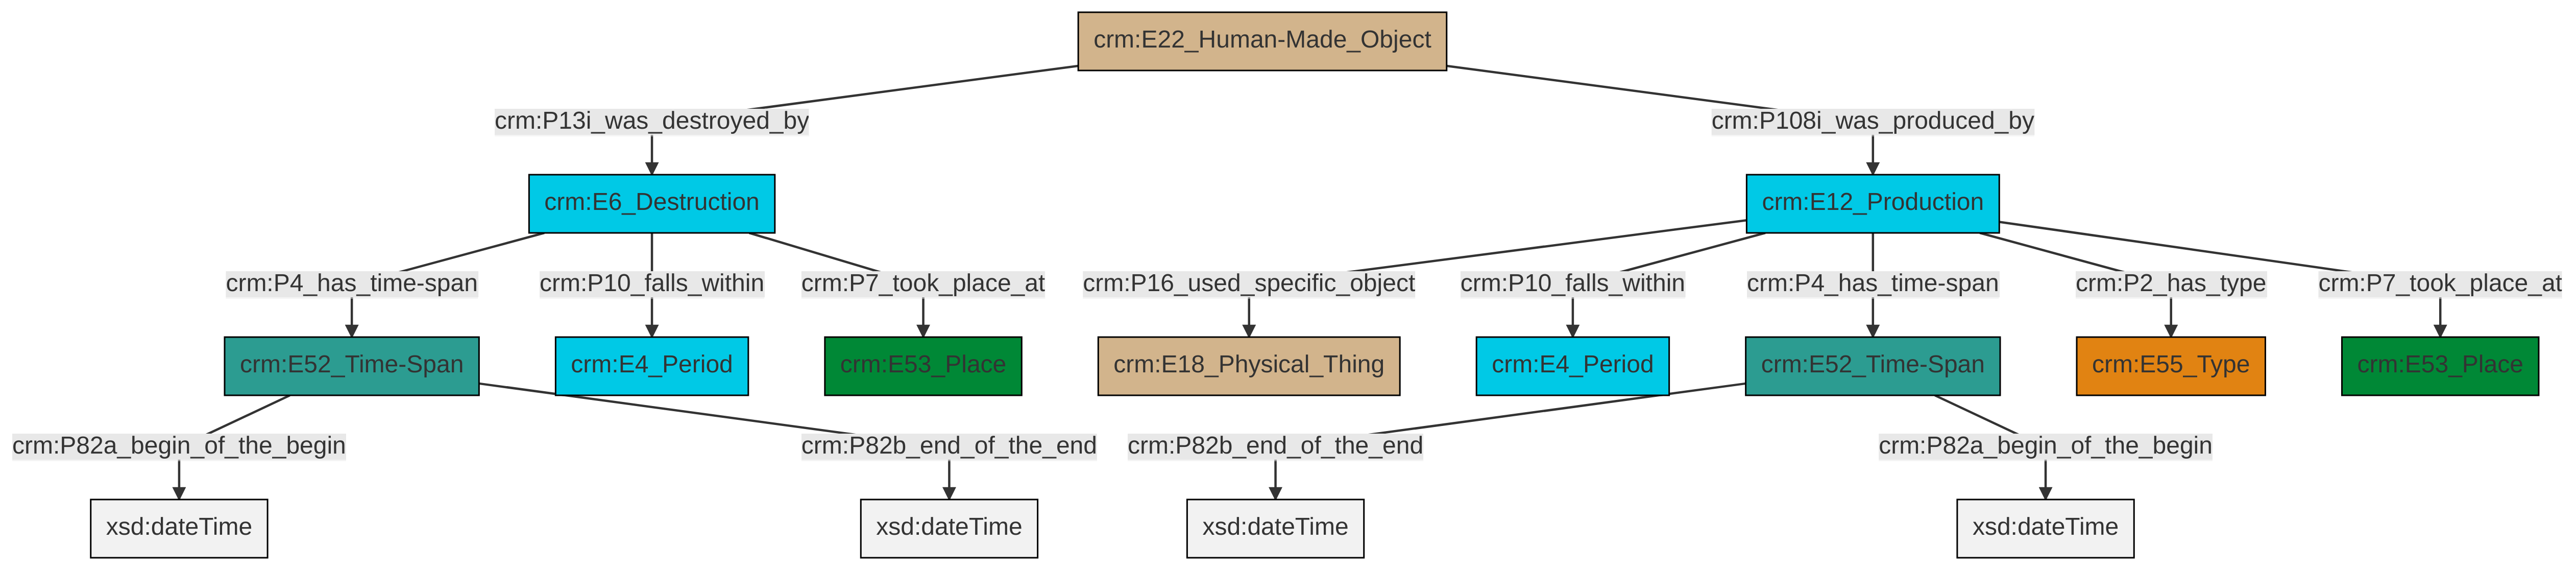 crm:E22_Human-Made_Object
crm:P13i_was_destroyed_by
crm:P108i_was_produced_by
crm:E6_Destruction
crm:E12_Production
crm:P4_has_time-span
crm:P10_falls_within
crm:P7_took_place_at
crm:P16_used_specific_object
crm:P10_falls_within
crm:P4_has_time-span
crm:P2_has_type
crm:P7_took_place_at
crm:E52_Time-Span
crm:E4_Period
crm:E53_Place
crm:E18_Physical_Thing
crm:E4_Period
crm:E52_Time-Span
crm:E55_Type
crm:E53_Place
crm:P82a_begin_of_the_begin
crm:P82b_end_of_the_end
crm:P82b_end_of_the_end
crm:P82a_begin_of_the_begin
xsd:dateTime
xsd:dateTime
xsd:dateTime
xsd:dateTime